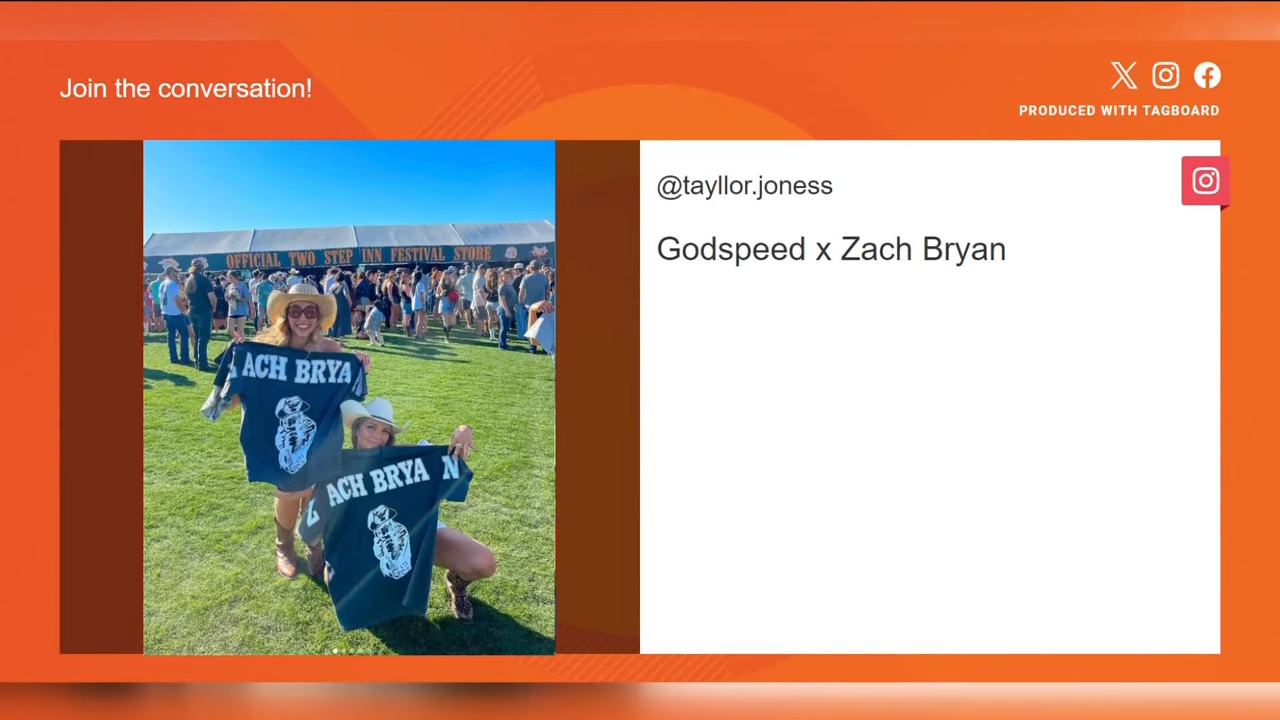 Join the conversation!
PRODUCED WITH TAGBOARD
@tayllor.joness
Godspeed x Zach Bryan
OFFICIAL TWO STEP INN FESTIVAL STORE
ACH BRYAN
Z ACH BRYA N